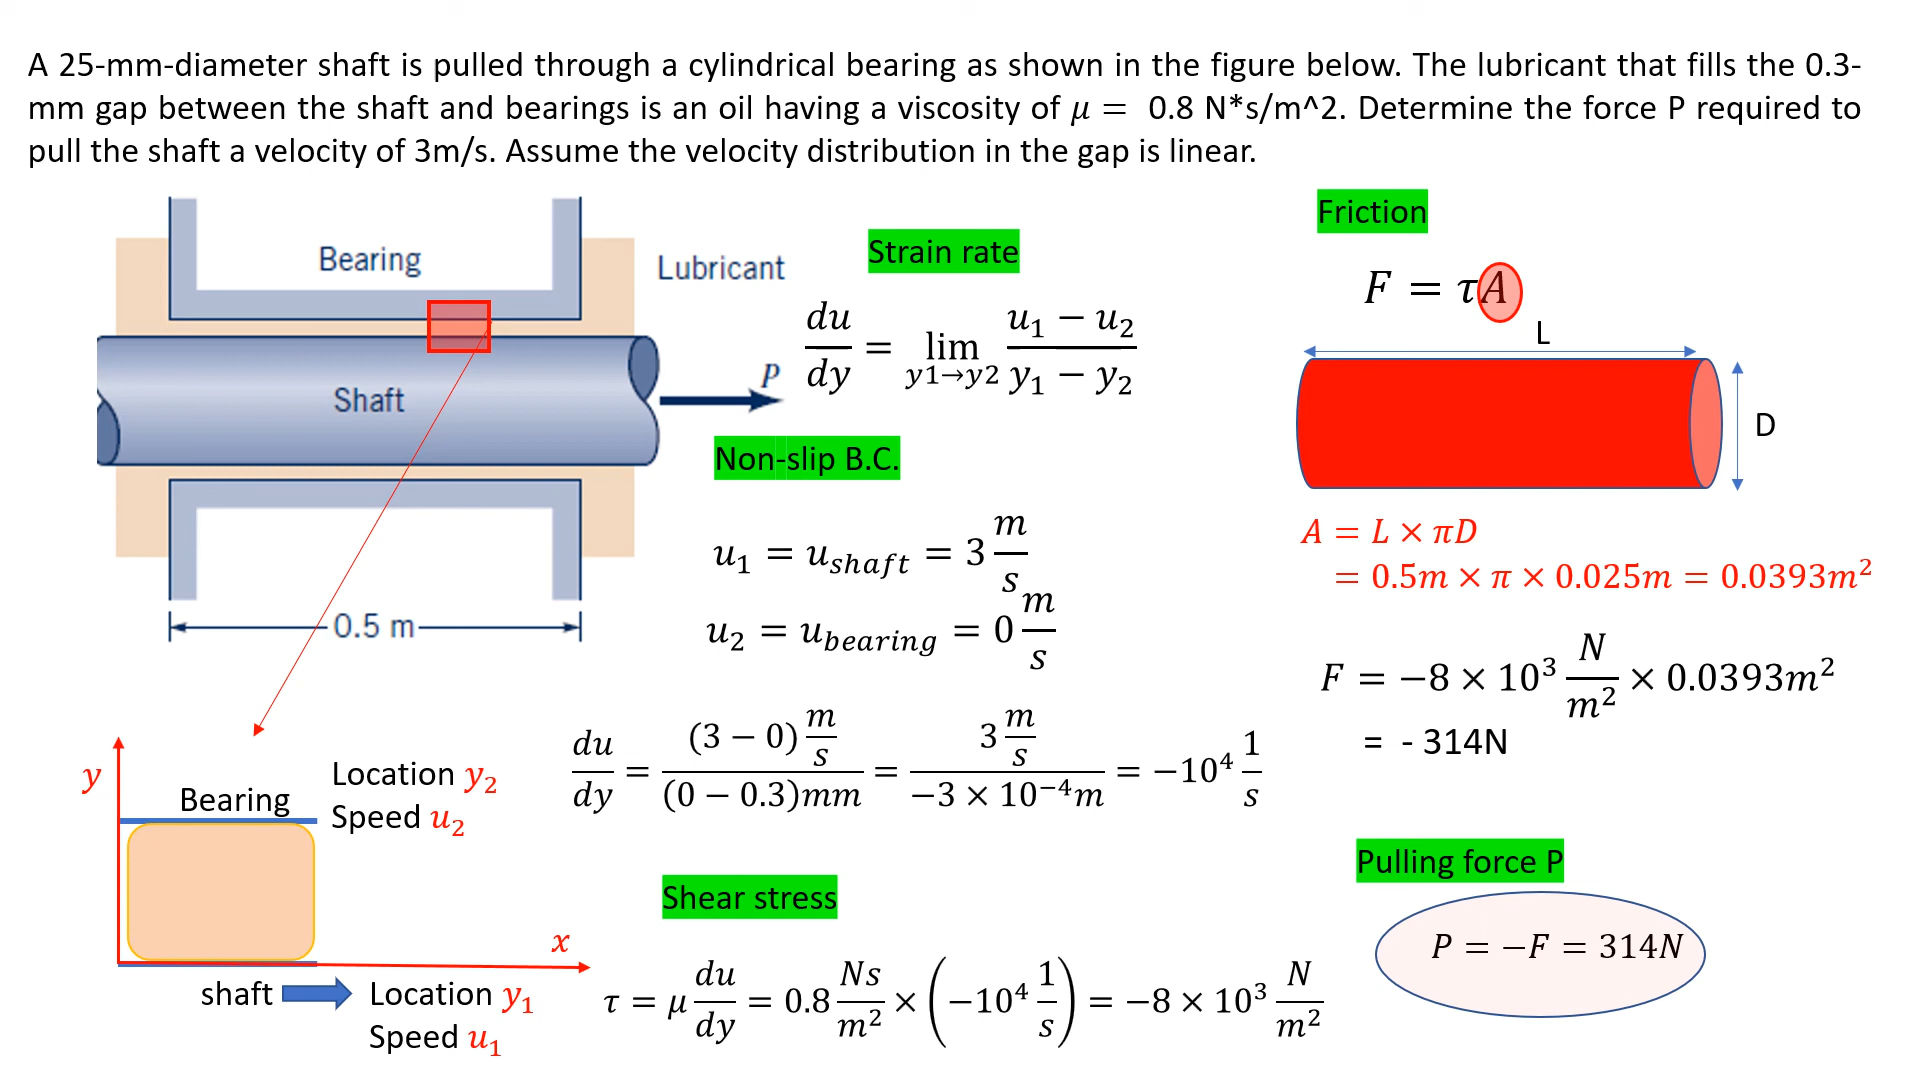 A 25-mm-diameter shaft is pulled through a cylindrical bearing as shown in the figure below. The lubricant that fills the 0.3-
mm gap between the shaft and bearings is an oil having a viscosity of μ = 0.8 N*s/m^2. Determine the force P required to
pull the shaft a velocity of 3m/s. Assume the velocity distribution in the gap is linear.
Bearing
Lubricant
Shaft
P
0.5 m
y
Bearing
Location y₂
Speed u₂
x
shaft
Location y₁
Speed u₁
Strain rate
du/dy = lim y1→y2 (u₁ − u₂)/(y₁ − y₂)
Non-slip B.C.
u₁ = u_shaft = 3 m/s
u₂ = u_bearing = 0 m/s
du/dy = (3 − 0) m/s / (0 − 0.3)mm = 3 m/s / −3 × 10⁻⁴m = −10⁴ 1/s
Shear stress
τ = μ du/dy = 0.8 Ns/m² × (−10⁴ 1/s) = −8 × 10³ N/m²
Friction
F = τA
L
D
A = L × πD
= 0.5m × π × 0.025m = 0.0393m²
F = −8 × 10³ N/m² × 0.0393m²
= - 314N
Pulling force P
P = −F = 314N